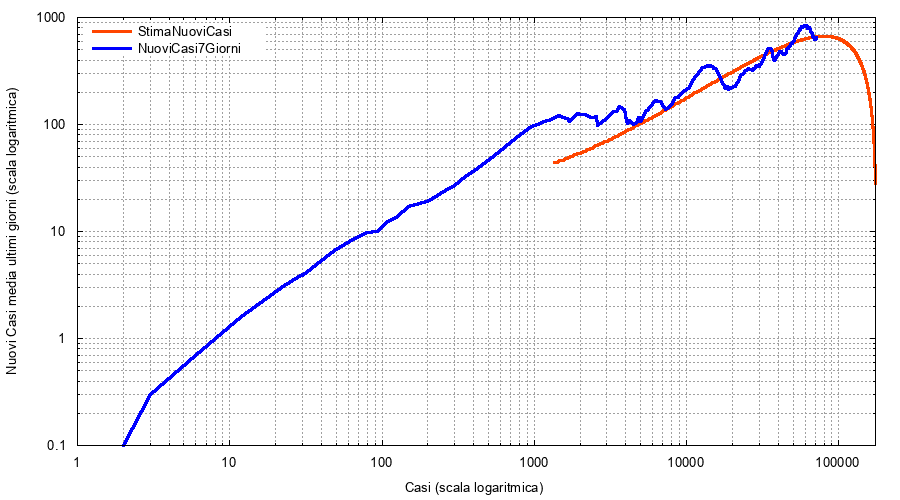 StimaNuoviCasi
NuoviCasi7Giorni
Nuovi Casi media ultimi giorni (scala logaritmica)
1000
100
10
1
0.1
1
10
100
1000
10000
100000
Casi (scala logaritmica)